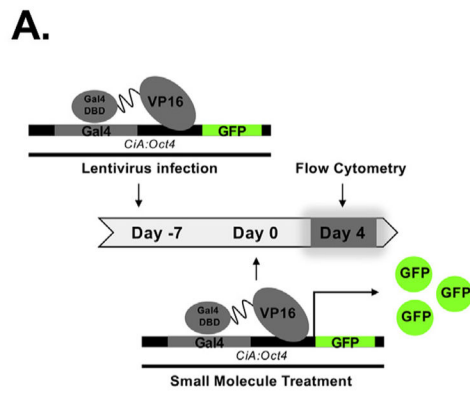 A.
Gal4
DBD
VP16
Gal4
GFP
CiA:Oct4
Lentivirus infection
Flow Cytometry
Day -7
Day 0
Day 4
GFP
GFP
GFP
Gal4
DBD
VP16
Gal4
GFP
CiA:Oct4
Small Molecule Treatment